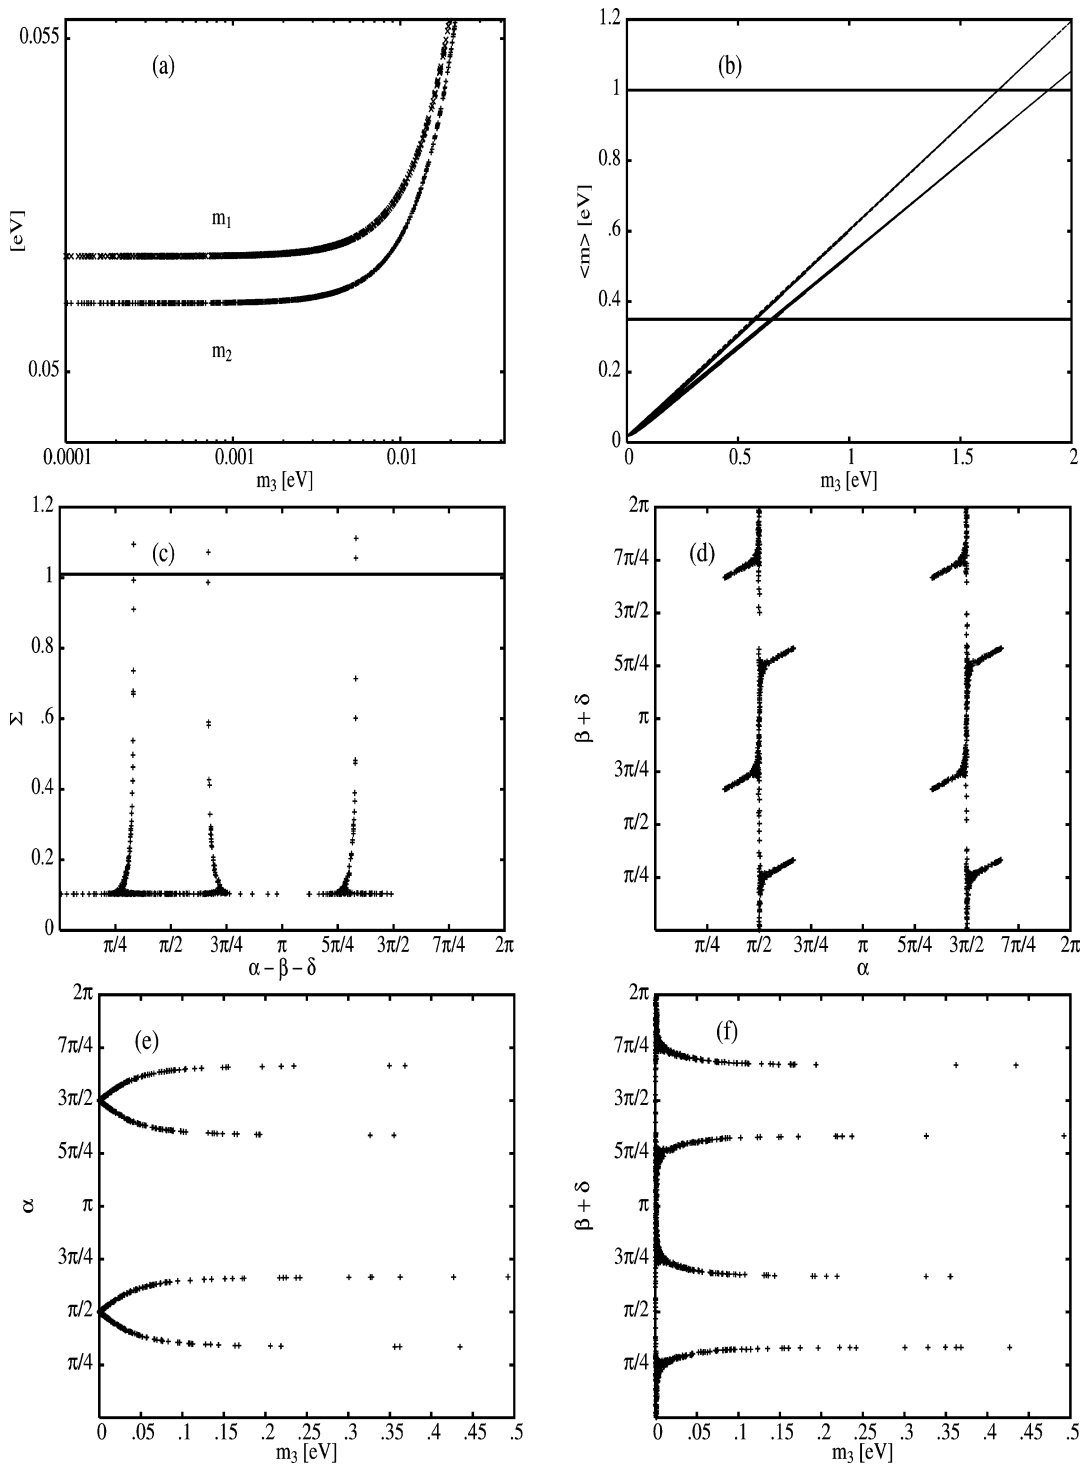 0.055
(a)
[eV]
m1
m2
0.05
0.0001 0.001 0.01
m3 [eV]
1.2
(b)
1
0.8
<m> [eV]
0.6
0.4
0.2
0
0 0.5 1 1.5 2
m3 [eV]
1.2
(c)
1
0.8
Σ
.6
0.4
0.2
0
π/4 π/2 3π/4 π 5π/4 3π/2 7π/4 2π
α – β – δ
2π
(d)
7π/4
3π/2
5π/4
β + δ
π
3π/4
π/2
π/4
π/4 π/2 3π/4 π 5π/4 3π/2 7π/4 2π
α
2π
(e)
7π/4
3π/2
5π/4
α
π
3π/4
π/2
π/4
0 .05 .1 .15 .2 .25 .3 .35 .4 .45 .5
m3 [eV]
2π
(f)
7π/4
3π/2
5π/4
β + δ
π
3π/4
π/2
π/4
0 .05 .1 .15 .2 .25 .3 .35 .4 .45 .5
m3 [eV]